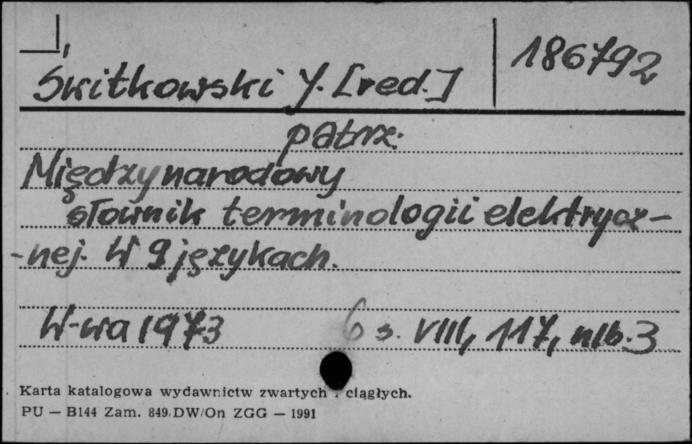 186792
Skitkowski J. [red.]
patrz:
Międzynarodowy
słownik terminologii elektrycz-
-nej. W 9 językach.
W-wa 1973 6 s. VIII, 117, nlb. 3
Karta katalogowa wydawnictw zwartych i ciągłych.
PU — B144 Zam. 849/DW/On ZGG — 1991